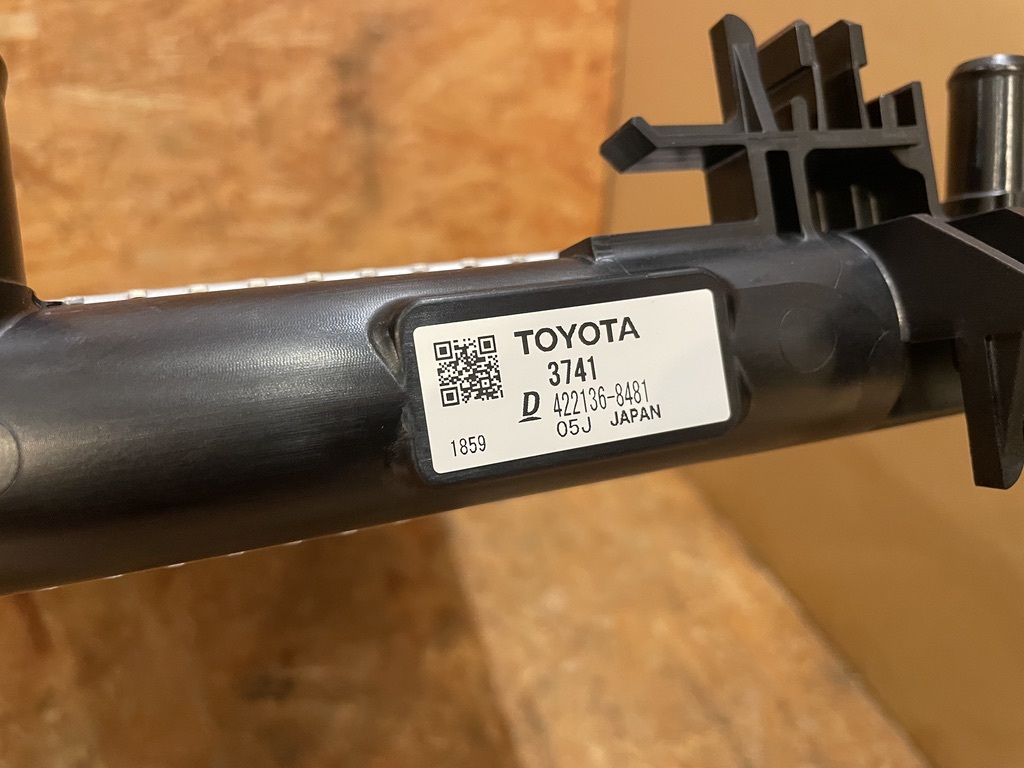 TOYOTA
3741
D 422136-8481
05J JAPAN
1859